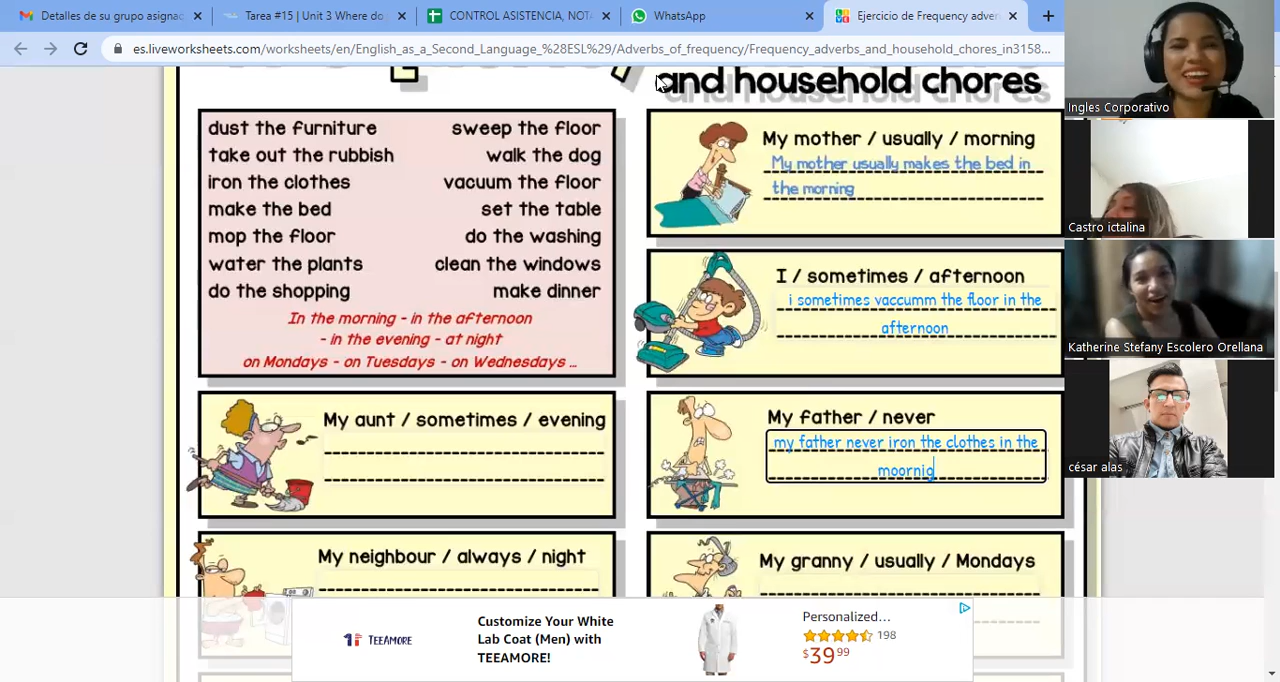 Detalles de su grupo asignac
Tarea #15 | Unit 3 Where do
CONTROL ASISTENCIA, NOT
WhatsApp
Ejercicio de Frequency adver
es.liveworksheets.com/worksheets/en/English_as_a_Second_Language_%28ESL%29/Adverbs_of_frequency/Frequency_adverbs_and_household_chores_in3158...
and household chores
dust the furniture sweep the floor
take out the rubbish walk the dog
iron the clothes vacuum the floor
make the bed set the table
mop the floor do the washing
water the plants clean the windows
do the shopping make dinner
In the morning - in the afternoon
- in the evening - at night
on Mondays - on Tuesdays - on Wednesdays ...
My mother / usually / morning
My mother usually makes the bed in
the morning
I / sometimes / afternoon
i sometimes vaccumm the floor in the
afternoon
My aunt / sometimes / evening
My father / never
my father never iron the clothes in the
moornig
My neighbour / always / night
My granny / usually / Mondays
TEEAMORE
Customize Your White
Lab Coat (Men) with
TEEAMORE!
Personalized...
198
$39.99
Ingles Corporativo
Castro ictalina
Katherine Stefany Escolero Orellana
césar alas